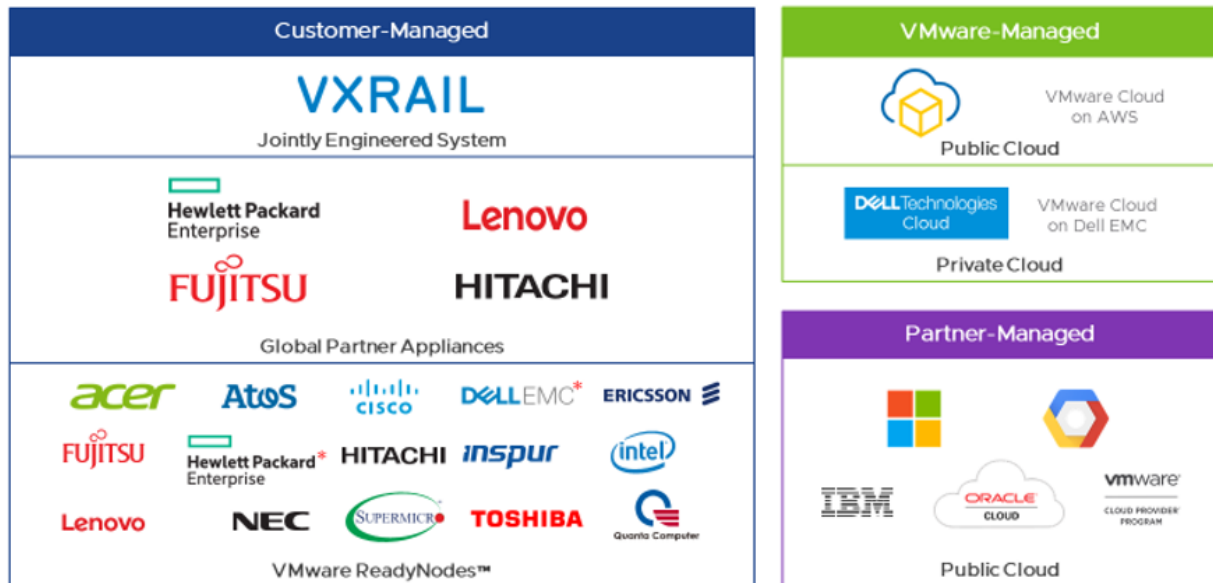 Customer-Managed
VXRAIL
Jointly Engineered System
Hewlett Packard
Enterprise
Lenovo
FUJITSU
HITACHI
Global Partner Appliances
acer
Atos
CISCO
DELLEMC*
ERICSSON
FUJITSU
Hewlett Packard*
Enterprise
HITACHI
inspur
intel
Lenovo
NEC
SUPERMICRO
TOSHIBA
Quanta Computer
VMware ReadyNodes™
VMware-Managed
VMware Cloud
on AWS
Public Cloud
DELLTechnologies
Cloud
VMware Cloud
on Dell EMC
Private Cloud
Partner-Managed
IBM
ORACLE
CLOUD
vmware®
CLOUD PROVIDER™
PROGRAM
Public Cloud